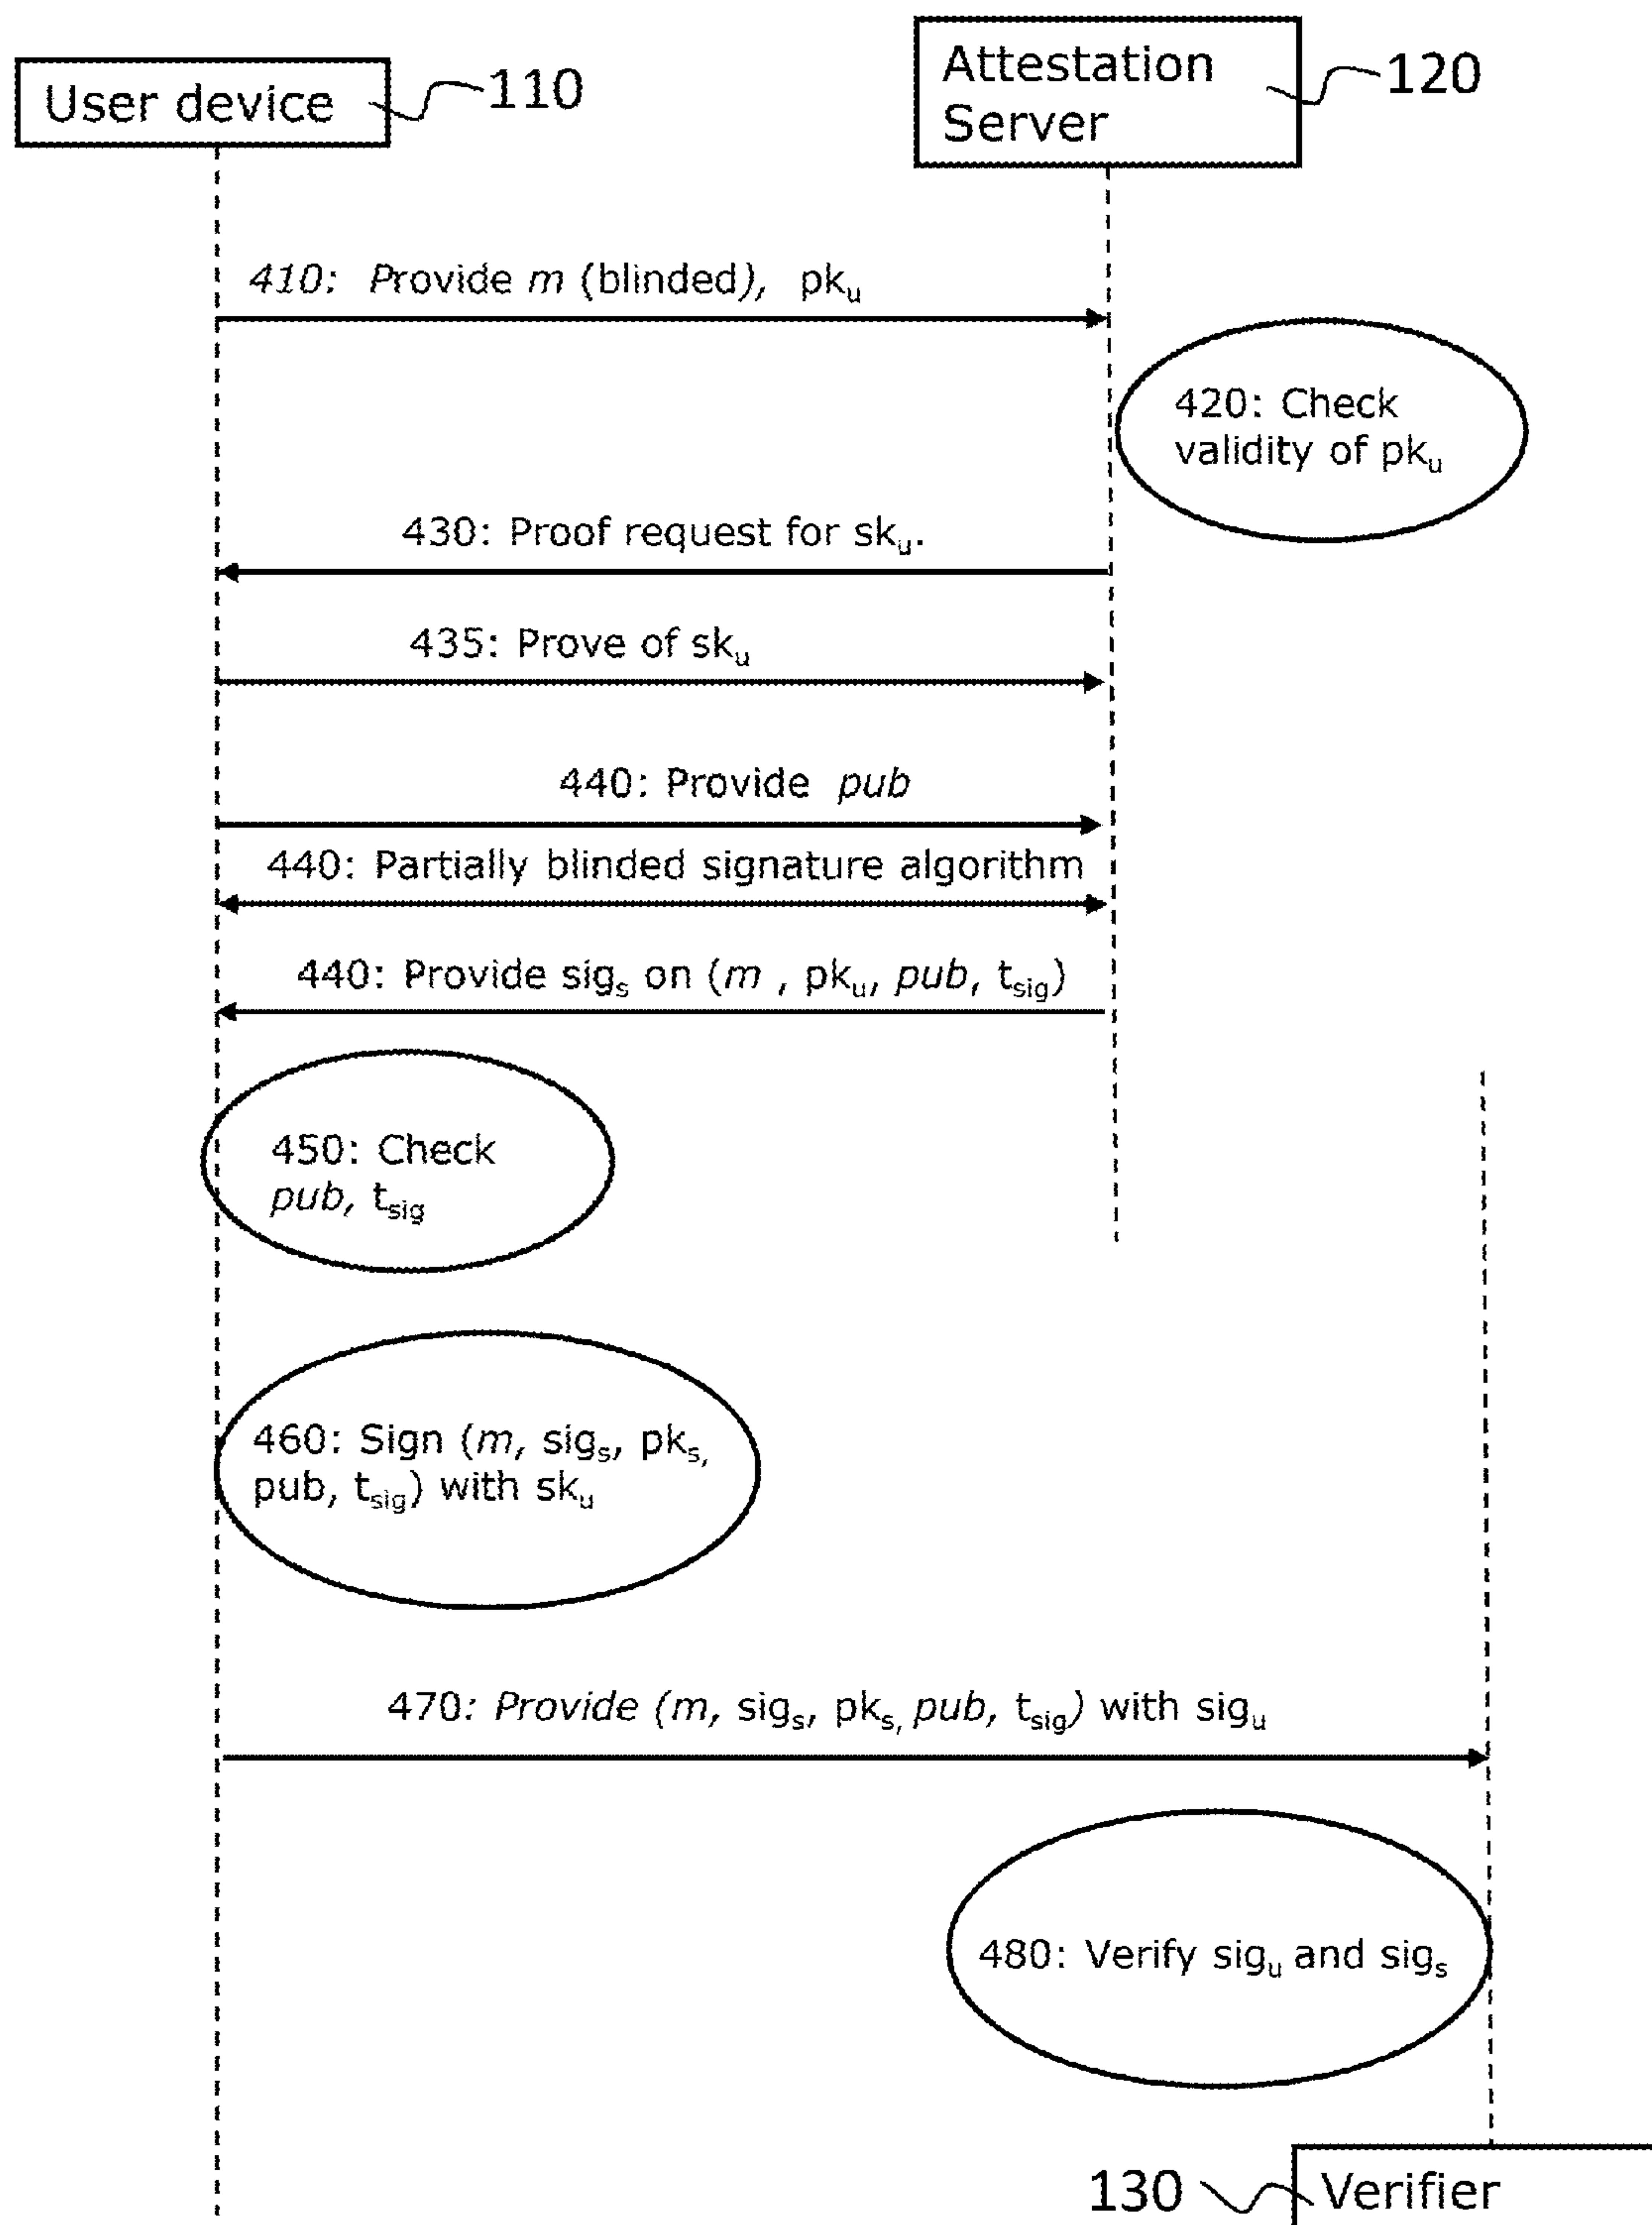 User device
110
Attestation
Server
120
410: Provide m (blinded), pkᵤ
420: Check
validity of pkᵤ
430: Proof request for skᵤ.
435: Prove of skᵤ
440: Provide pub
440: Partially blinded signature algorithm
440: Provide sigₛ on (m , pkᵤ, pub, tsig)
450: Check
pub, tsig
460: Sign (m, sigₛ, pkₛ,
pub, tsig) with skᵤ
470: Provide (m, sigₛ, pkₛ, pub, tsig) with sigᵤ
480: Verify sigᵤ and sigₛ
130
Verifier